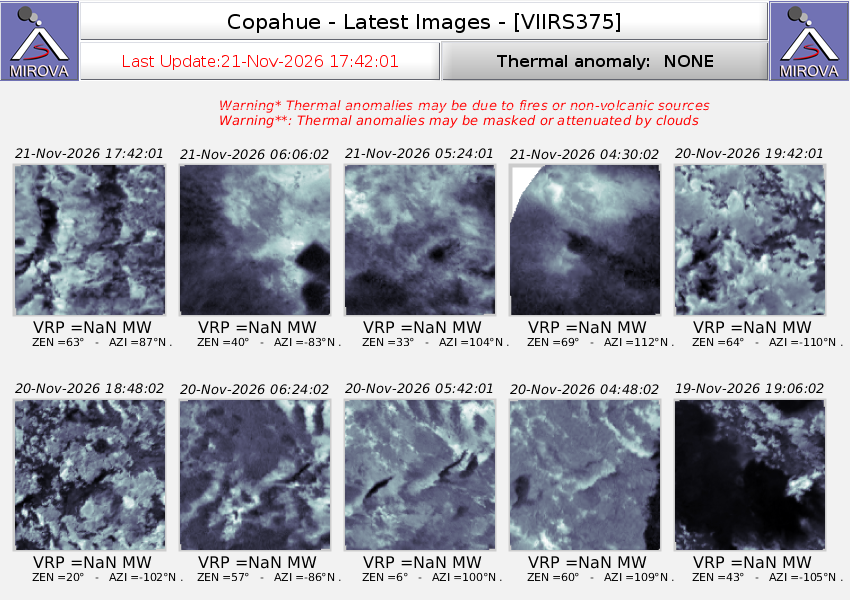 Copahue - Latest Images - [VIIRS375]
MIROVA
Last Update:21-Nov-2026 17:42:01
Thermal anomaly: NONE
MIROVA
Warning* Thermal anomalies may be due to fires or non-volcanic sources
Warning**: Thermal anomalies may be masked or attenuated by clouds
21-Nov-2026 17:42:01
21-Nov-2026 06:06:02
21-Nov-2026 05:24:01
21-Nov-2026 04:30:02
20-Nov-2026 19:42:01
VRP =NaN MW
VRP =NaN MW
VRP =NaN MW
VRP =NaN MW
VRP =NaN MW
ZEN =63° - AZI =87°N .
ZEN =40° - AZI =-83°N .
ZEN =33° - AZI =104°N .
ZEN =69° - AZI =112°N .
ZEN =64° - AZI =-110°N .
20-Nov-2026 18:48:02
20-Nov-2026 06:24:02
20-Nov-2026 05:42:01
20-Nov-2026 04:48:02
19-Nov-2026 19:06:02
VRP =NaN MW
VRP =NaN MW
VRP =NaN MW
VRP =NaN MW
VRP =NaN MW
ZEN =20° - AZI =-102°N .
ZEN =57° - AZI =-86°N .
ZEN =6° - AZI =100°N .
ZEN =60° - AZI =109°N .
ZEN =43° - AZI =-105°N .